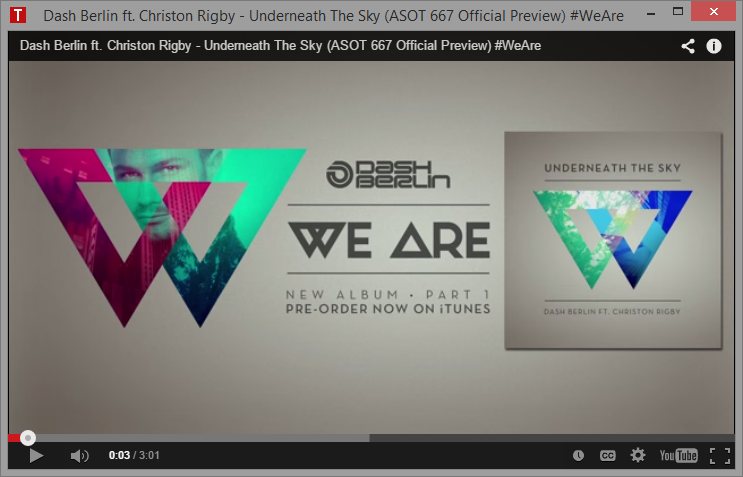 T
Dash Berlin ft. Christon Rigby - Underneath The Sky (ASOT 667 Official Preview) #WeAre
Dash Berlin ft. Christon Rigby - Underneath The Sky (ASOT 667 Official Preview) #WeAre
DASH
BERLIN
WE ARE
NEW ALBUM • PART 1
PRE-ORDER NOW ON iTUNES
UNDERNEATH THE SKY
DASH BERLIN FT. CHRISTON RIGBY
0:03 / 3:01
CC
YouTube